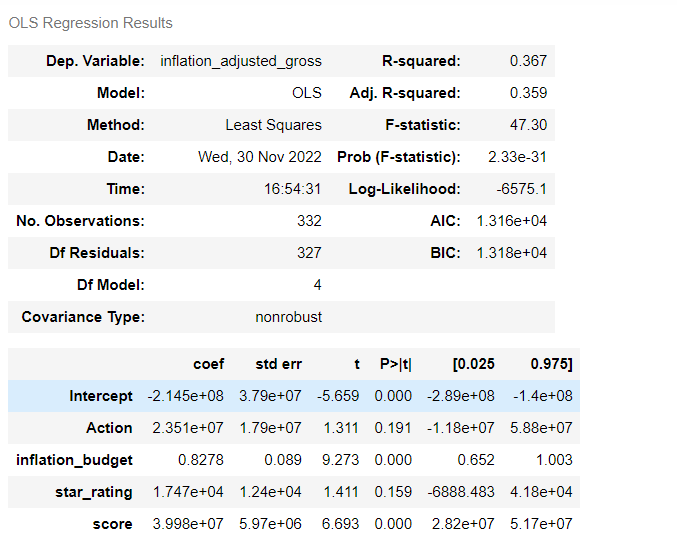 OLS Regression Results
Dep. Variable: inflation_adjusted_gross R-squared: 0.367
Model: OLS Adj. R-squared: 0.359
Method: Least Squares F-statistic: 47.30
Date: Wed, 30 Nov 2022 Prob (F-statistic): 2.33e-31
Time: 16:54:31 Log-Likelihood: -6575.1
No. Observations: 332 AIC: 1.316e+04
Df Residuals: 327 BIC: 1.318e+04
Df Model: 4
Covariance Type: nonrobust
coef std err t P>|t| [0.025 0.975]
Intercept -2.145e+08 3.79e+07 -5.659 0.000 -2.89e+08 -1.4e+08
Action 2.351e+07 1.79e+07 1.311 0.191 -1.18e+07 5.88e+07
inflation_budget 0.8278 0.089 9.273 0.000 0.652 1.003
star_rating 1.747e+04 1.24e+04 1.411 0.159 -6888.483 4.18e+04
score 3.998e+07 5.97e+06 6.693 0.000 2.82e+07 5.17e+07